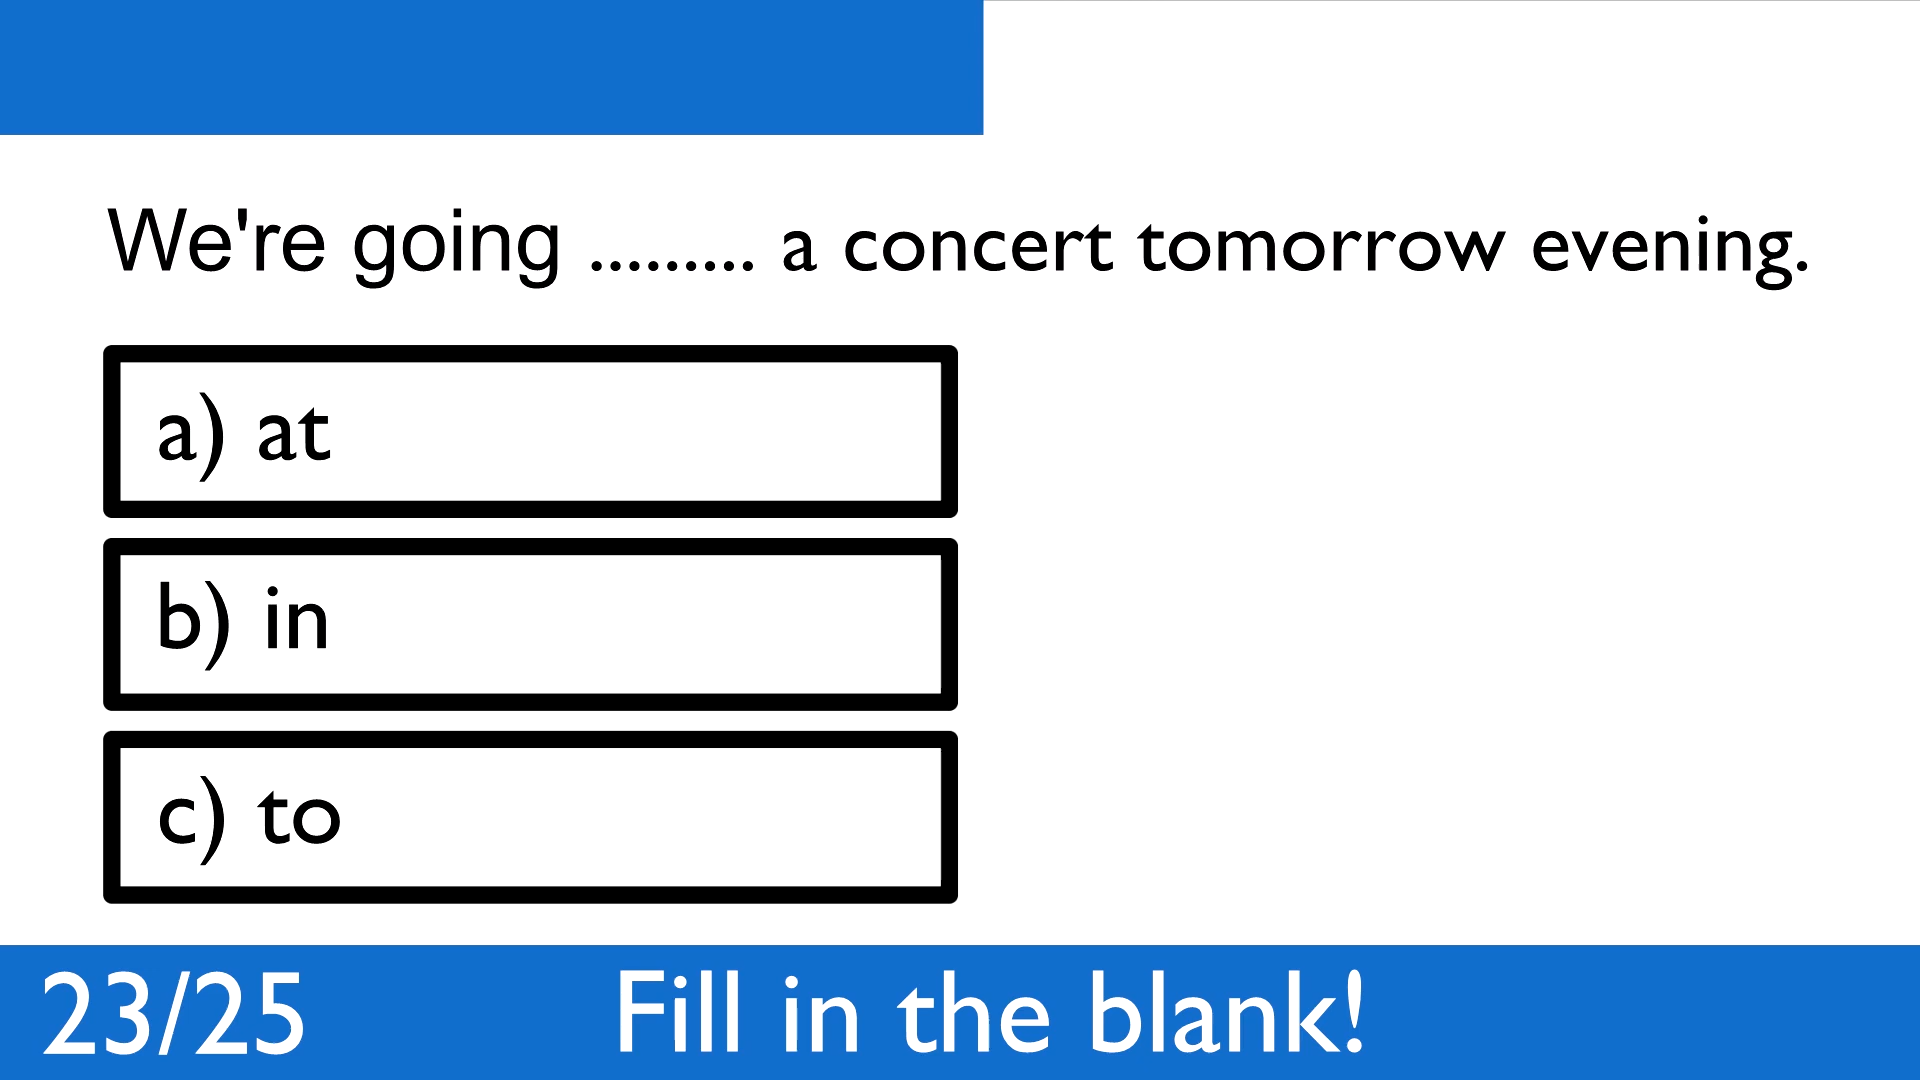 We're going ......... a concert tomorrow evening.
a) at
b) in
c) to
23/25
Fill in the blank!